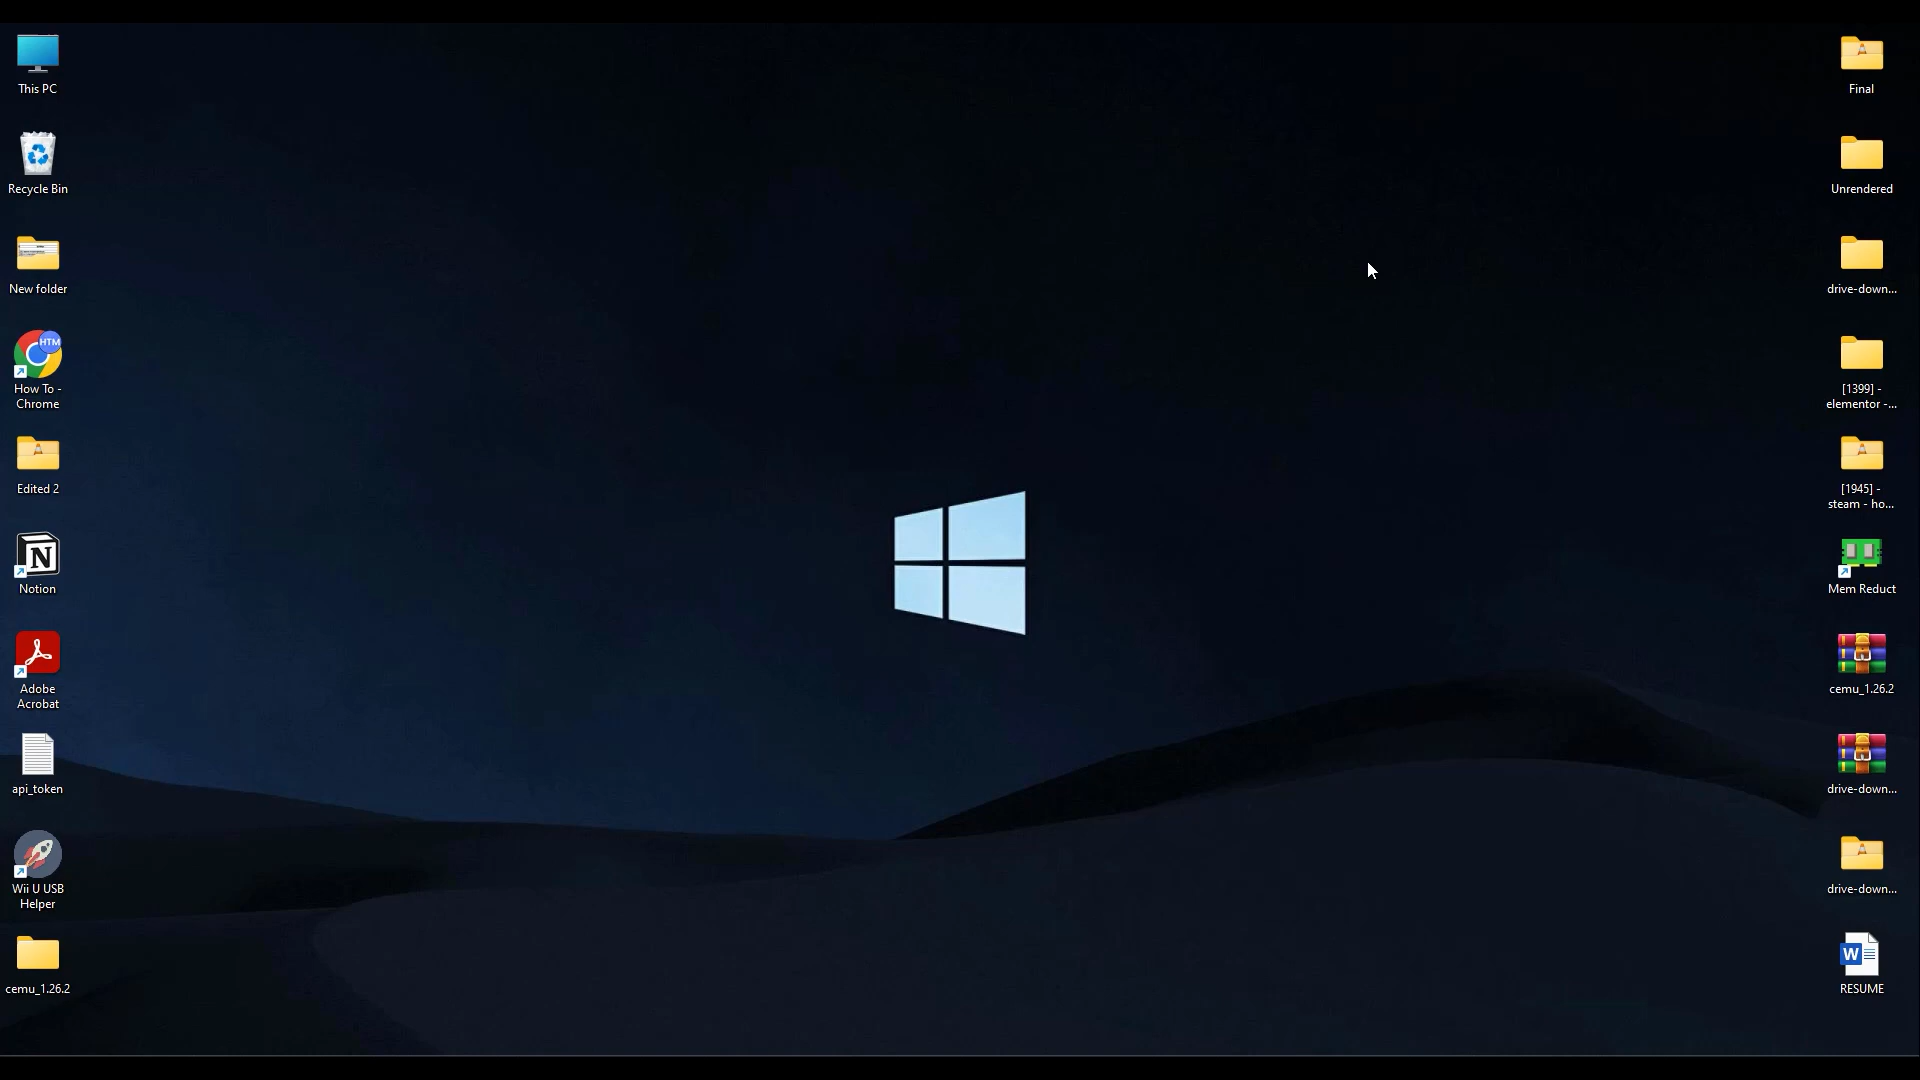 This PC
Recycle Bin
New folder
HTM
How To -
Chrome
Edited 2
Notion
Adobe
Acrobat
api_token
Wii U USB
Helper
cemu_1.26.2
Final
Unrendered
drive-down...
[1399] -
elementor -...
[1945] -
steam - ho...
Mem Reduct
cemu_1.26.2
drive-down...
drive-down...
W
RESUME